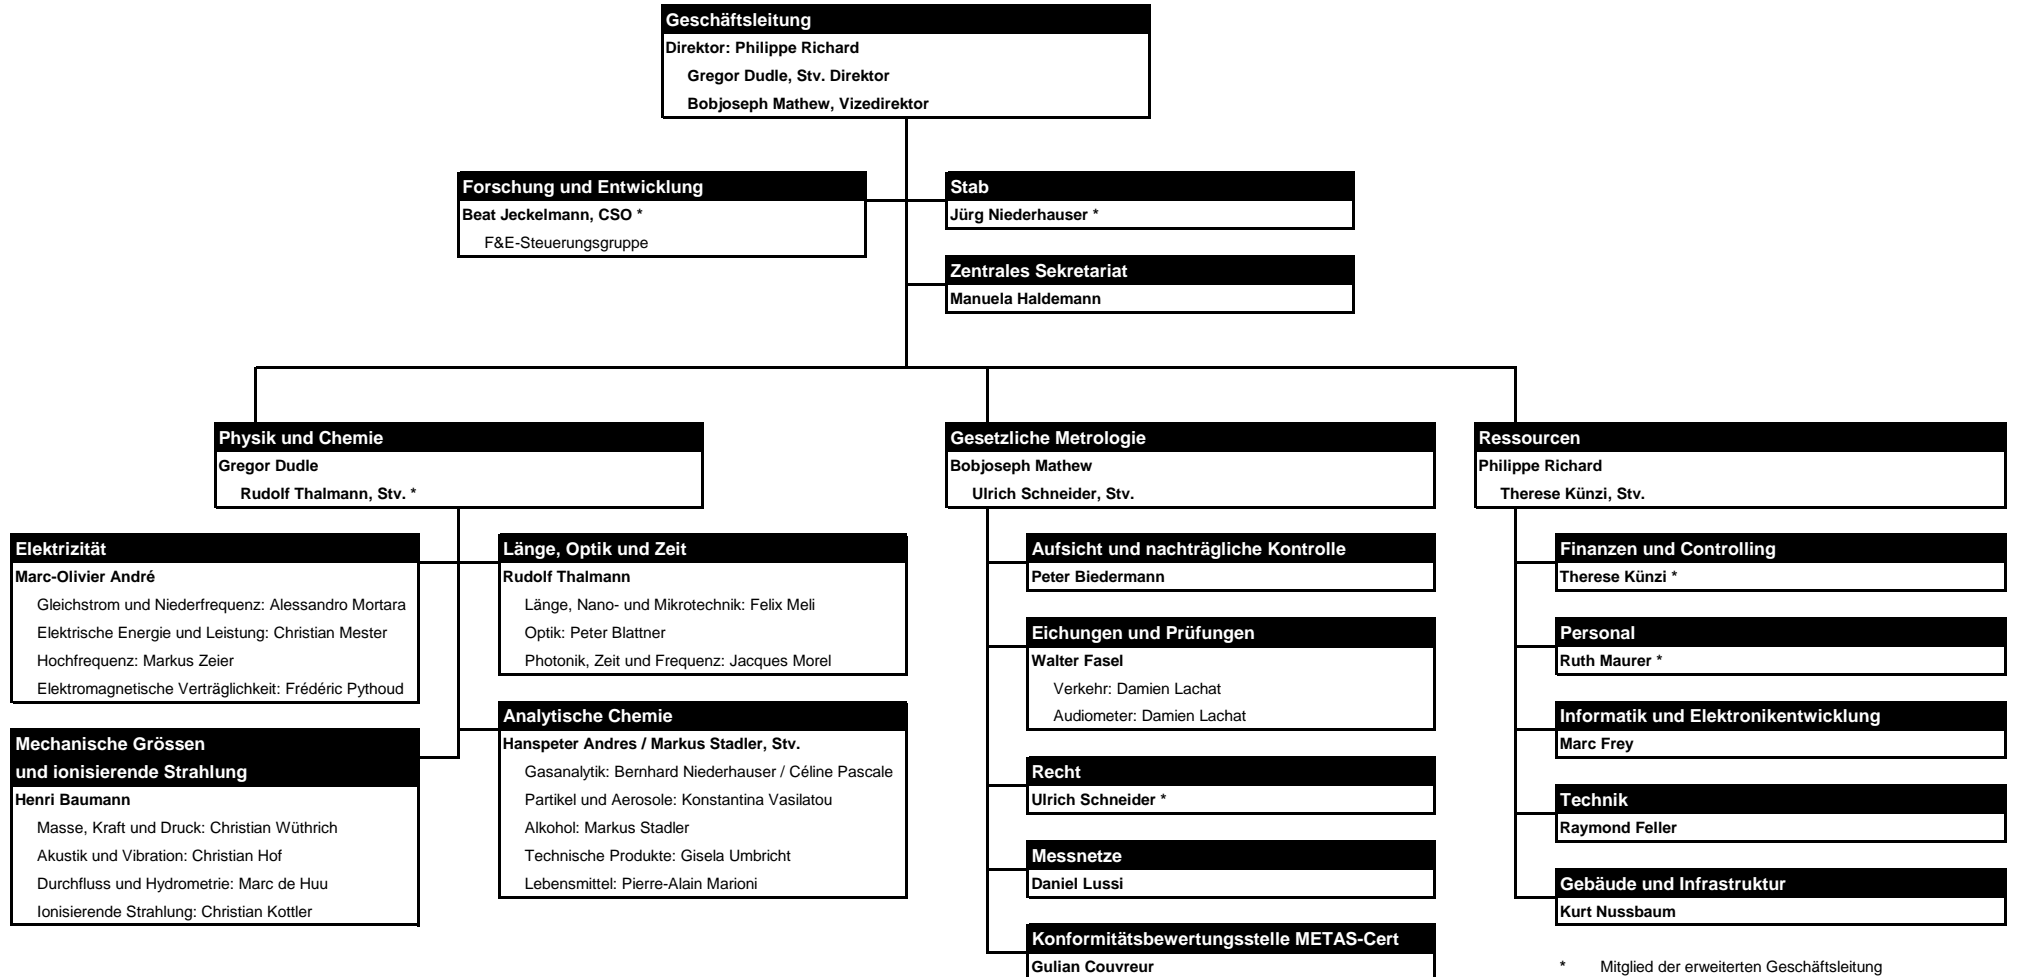 Geschäftsleitung
Direktor: Philippe Richard
Gregor Dudle, Stv. Direktor
Bobjoseph Mathew, Vizedirektor
Forschung und Entwicklung
Beat Jeckelmann, CSO *
F&E-Steuerungsgruppe
Stab
Jürg Niederhauser *
Zentrales Sekretariat
Manuela Haldemann
Physik und Chemie
Gregor Dudle
Rudolf Thalmann, Stv. *
Elektrizität
Marc-Olivier André
Gleichstrom und Niederfrequenz: Alessandro Mortara
Elektrische Energie und Leistung: Christian Mester
Hochfrequenz: Markus Zeier
Elektromagnetische Verträglichkeit: Frédéric Pythoud
Mechanische Grössen
und ionisierende Strahlung
Henri Baumann
Masse, Kraft und Druck: Christian Wüthrich
Akustik und Vibration: Christian Hof
Durchfluss und Hydrometrie: Marc de Huu
Ionisierende Strahlung: Christian Kottler
Länge, Optik und Zeit
Rudolf Thalmann
Länge, Nano- und Mikrotechnik: Felix Meli
Optik: Peter Blattner
Photonik, Zeit und Frequenz: Jacques Morel
Analytische Chemie
Hanspeter Andres / Markus Stadler, Stv.
Gasanalytik: Bernhard Niederhauser / Céline Pascale
Partikel und Aerosole: Konstantina Vasilatou
Alkohol: Markus Stadler
Technische Produkte: Gisela Umbricht
Lebensmittel: Pierre-Alain Marioni
Gesetzliche Metrologie
Bobjoseph Mathew
Ulrich Schneider, Stv.
Aufsicht und nachträgliche Kontrolle
Peter Biedermann
Eichungen und Prüfungen
Walter Fasel
Verkehr: Damien Lachat
Audiometer: Damien Lachat
Recht
Ulrich Schneider *
Messnetze
Daniel Lussi
Konformitätsbewertungsstelle METAS-Cert
Gulian Couvreur
Ressourcen
Philippe Richard
Therese Künzi, Stv.
Finanzen und Controlling
Therese Künzi *
Personal
Ruth Maurer *
Informatik und Elektronikentwicklung
Marc Frey
Technik
Raymond Feller
Gebäude und Infrastruktur
Kurt Nussbaum
* Mitglied der erweiterten Geschäftsleitung